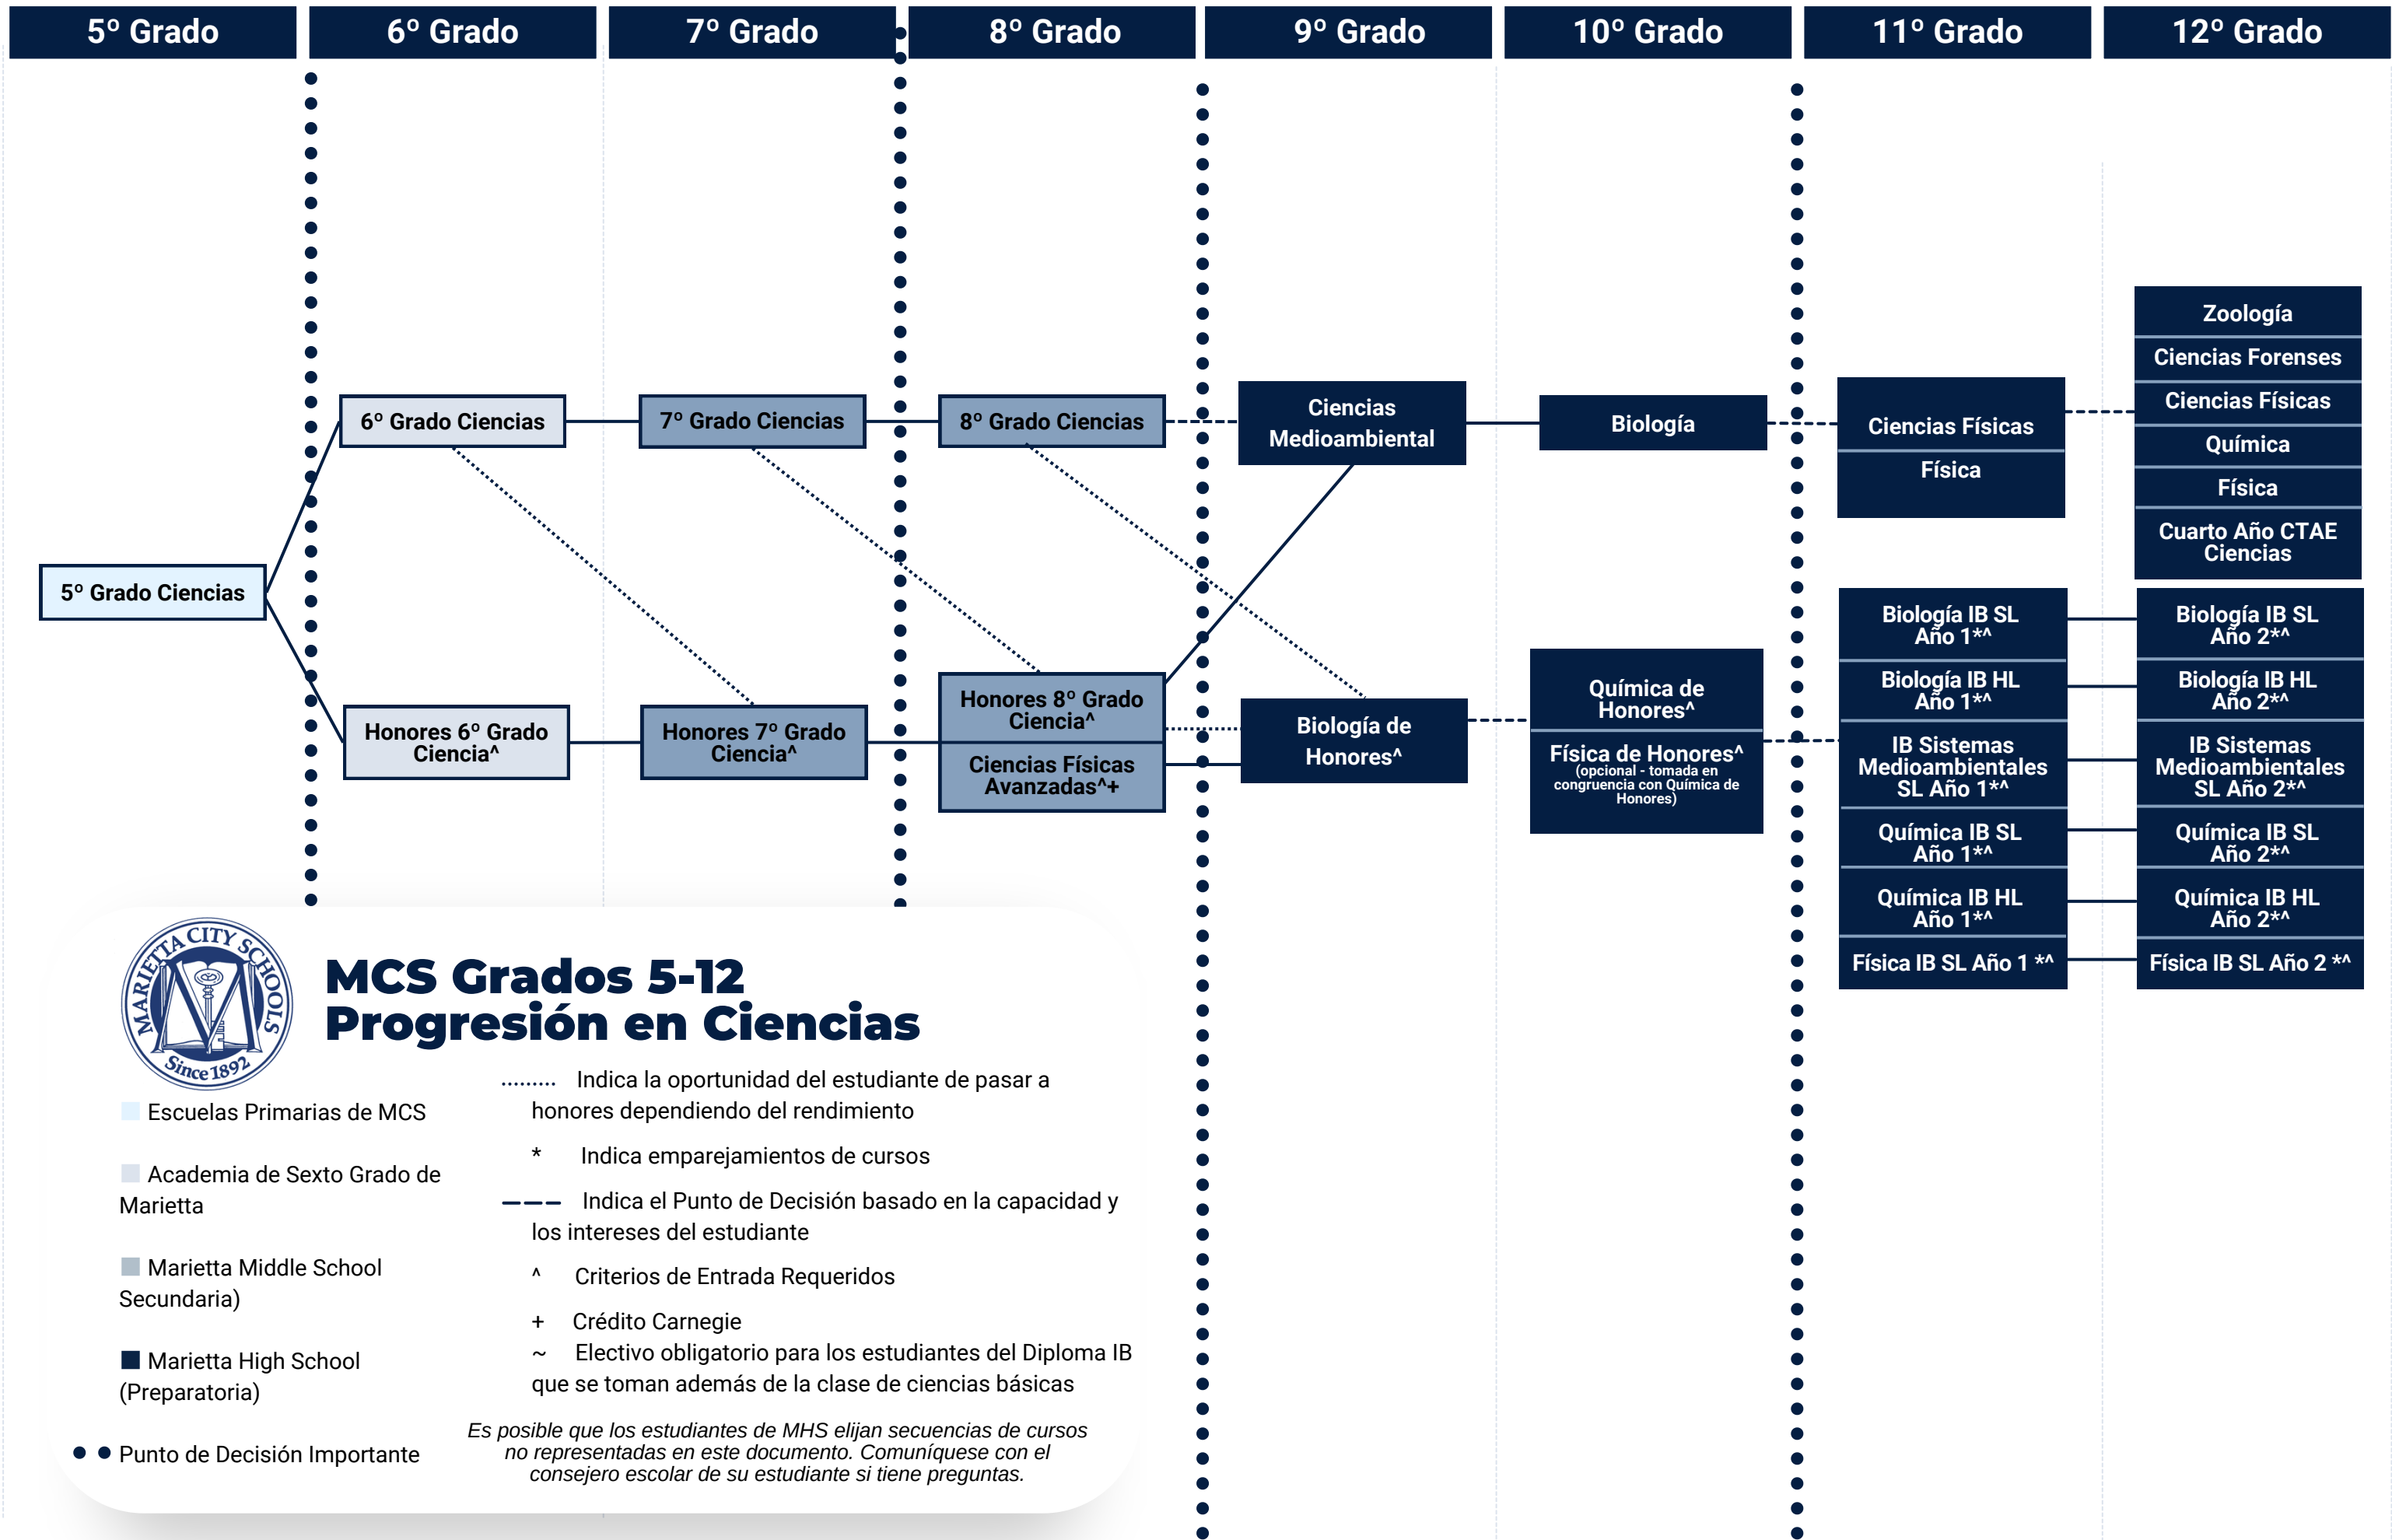 5º Grado
6º Grado
7º Grado
8º Grado
9º Grado
10º Grado
11º Grado
12º Grado
5º Grado Ciencias
6º Grado Ciencias
Honores 6º Grado
Ciencia^
7º Grado Ciencias
Honores 7º Grado
Ciencia^
8º Grado Ciencias
Honores 8º Grado
Ciencia^
Ciencias Físicas
Avanzadas^+
Ciencias
Medioambiental
Biología de
Honores^
Biología
Química de
Honores^
Física de Honores^
(opcional - tomada en
congruencia con Química de
Honores)
Ciencias Físicas
Física
Biología IB SL
Año 1*^
Biología IB HL
Año 1*^
IB Sistemas
Medioambientales
SL Año 1*^
Química IB SL
Año 1*^
Química IB HL
Año 1*^
Física IB SL Año 1 *^
Zoología
Ciencias Forenses
Ciencias Físicas
Química
Física
Cuarto Año CTAE
Ciencias
Biología IB SL
Año 2*^
Biología IB HL
Año 2*^
IB Sistemas
Medioambientales
SL Año 2*^
Química IB SL
Año 2*^
Química IB HL
Año 2*^
Física IB SL Año 2 *^
MARIETTA CITY SCHOOLS
Since 1892
MCS Grados 5-12
Progresión en Ciencias
Escuelas Primarias de MCS
Academia de Sexto Grado de
Marietta
Marietta Middle School
Secundaria)
Marietta High School
(Preparatoria)
Punto de Decisión Importante
......... Indica la oportunidad del estudiante de pasar a
honores dependiendo del rendimiento
* Indica emparejamientos de cursos
--- Indica el Punto de Decisión basado en la capacidad y
los intereses del estudiante
^ Criterios de Entrada Requeridos
+ Crédito Carnegie
~ Electivo obligatorio para los estudiantes del Diploma IB
que se toman además de la clase de ciencias básicas
Es posible que los estudiantes de MHS elijan secuencias de cursos
no representadas en este documento. Comuníquese con el
consejero escolar de su estudiante si tiene preguntas.